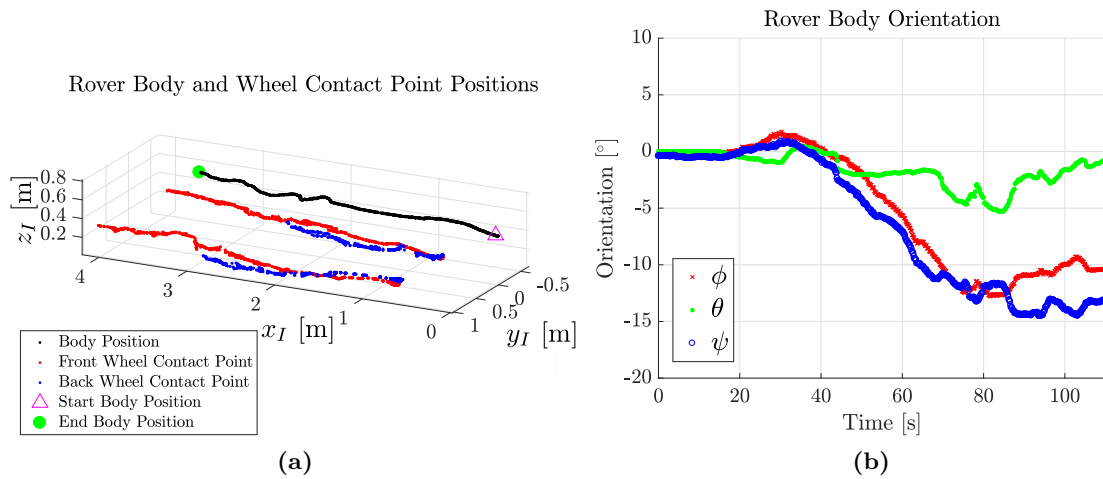 Rover Body and Wheel Contact Point Positions
0.8
0.6
0.4
0.2
z_I [m]
4
3
2
1
0
x_I [m]
-0.5
0
0.5
1
y_I [m]
Body Position
Front Wheel Contact Point
Back Wheel Contact Point
Start Body Position
End Body Position
(a)
Rover Body Orientation
10
5
0
-5
-10
-15
-20
Orientation [°]
ϕ
θ
ψ
0
20
40
60
80
100
Time [s]
(b)